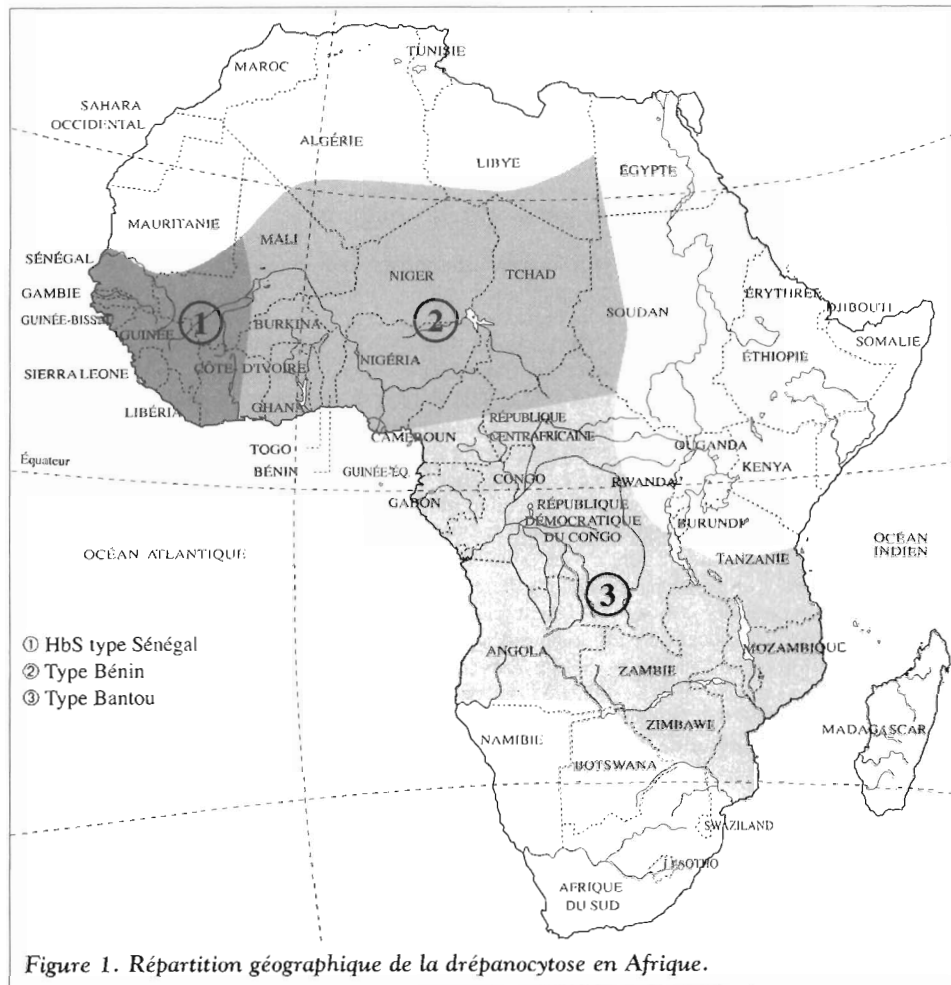 TUNISIE
MAROC
SAHARA
OCCIDENTAL
ALGÉRIE
LIBYE
ÉGYPTE
MAURITANIE
MALI
SÉNÉGAL
NIGER
TCHAD
GAMBIE
SOUDAN
ÉRYTHRÉE
DJIBOUTI
GUINÉE-BISS
GUINÉE
1
BURKINA
2
SOMALIE
NIGÉRIA
ÉTHIOPIE
SIERRA LEONE
CÔTE D'IVOIRE
LIBÉRIA
GHANA
RÉPUBLIQUE
CENTRAFRICAINE
CAMEROUN
TOGO
OUGANDA
Équateur
BÉNIN
GUINÉE-ÉQ.
CONGO
RWANDA
KENYA
GABON
RÉPUBLIQUE
DÉMOCRATIQUE
DU CONGO
BURUNDI
OCÉAN ATLANTIQUE
TANZANIE
OCÉAN
INDIEN
3
① HbS type Sénégal
② Type Bénin
③ Type Bantou
ANGOLA
ZAMBIE
MOZAMBIQUE
ZIMBAWE
NAMIBIE
BOTSWANA
MADAGASCAR
SWAZILAND
LESOTHO
AFRIQUE
DU SUD
Figure 1. Répartition géographique de la drépanocytose en Afrique.